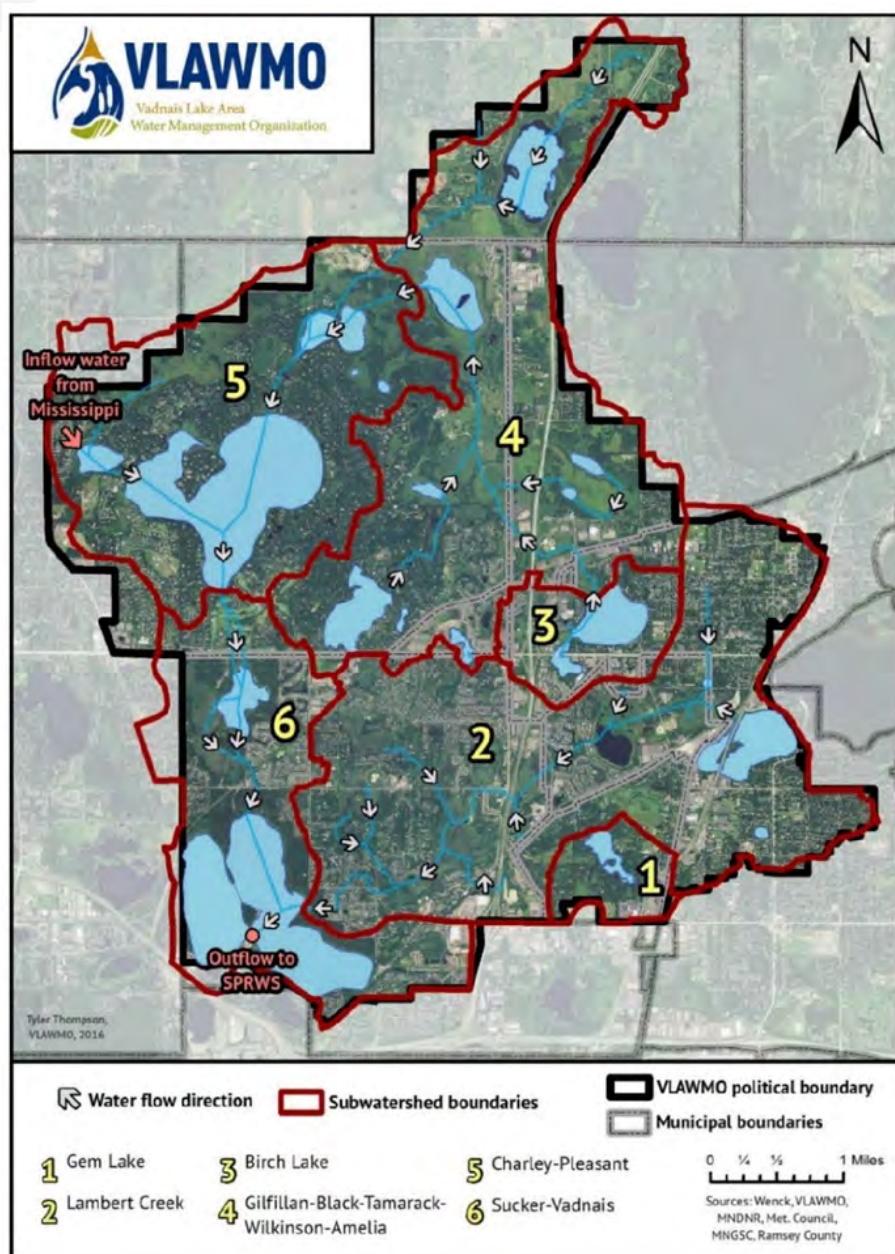 VLAWMO
Vadnais Lake Area
Water Management Organization
N
Inflow water
from
Mississippi
5
4
3
6
2
1
Outflow to
SPRWS
Tyler Thompson,
VLAWMO, 2016
Water flow direction
Subwatershed boundaries
VLAWMO political boundary
Municipal boundaries
1 Gem Lake
2 Lambert Creek
3 Birch Lake
4 Gilfillan-Black-Tamarack-
Wilkinson-Amelia
5 Charley-Pleasant
6 Sucker-Vadnais
0 ¼ ½ 1 Miles
Sources: Wenck, VLAWMO,
MNDNR, Met. Council,
MNGSC, Ramsey County